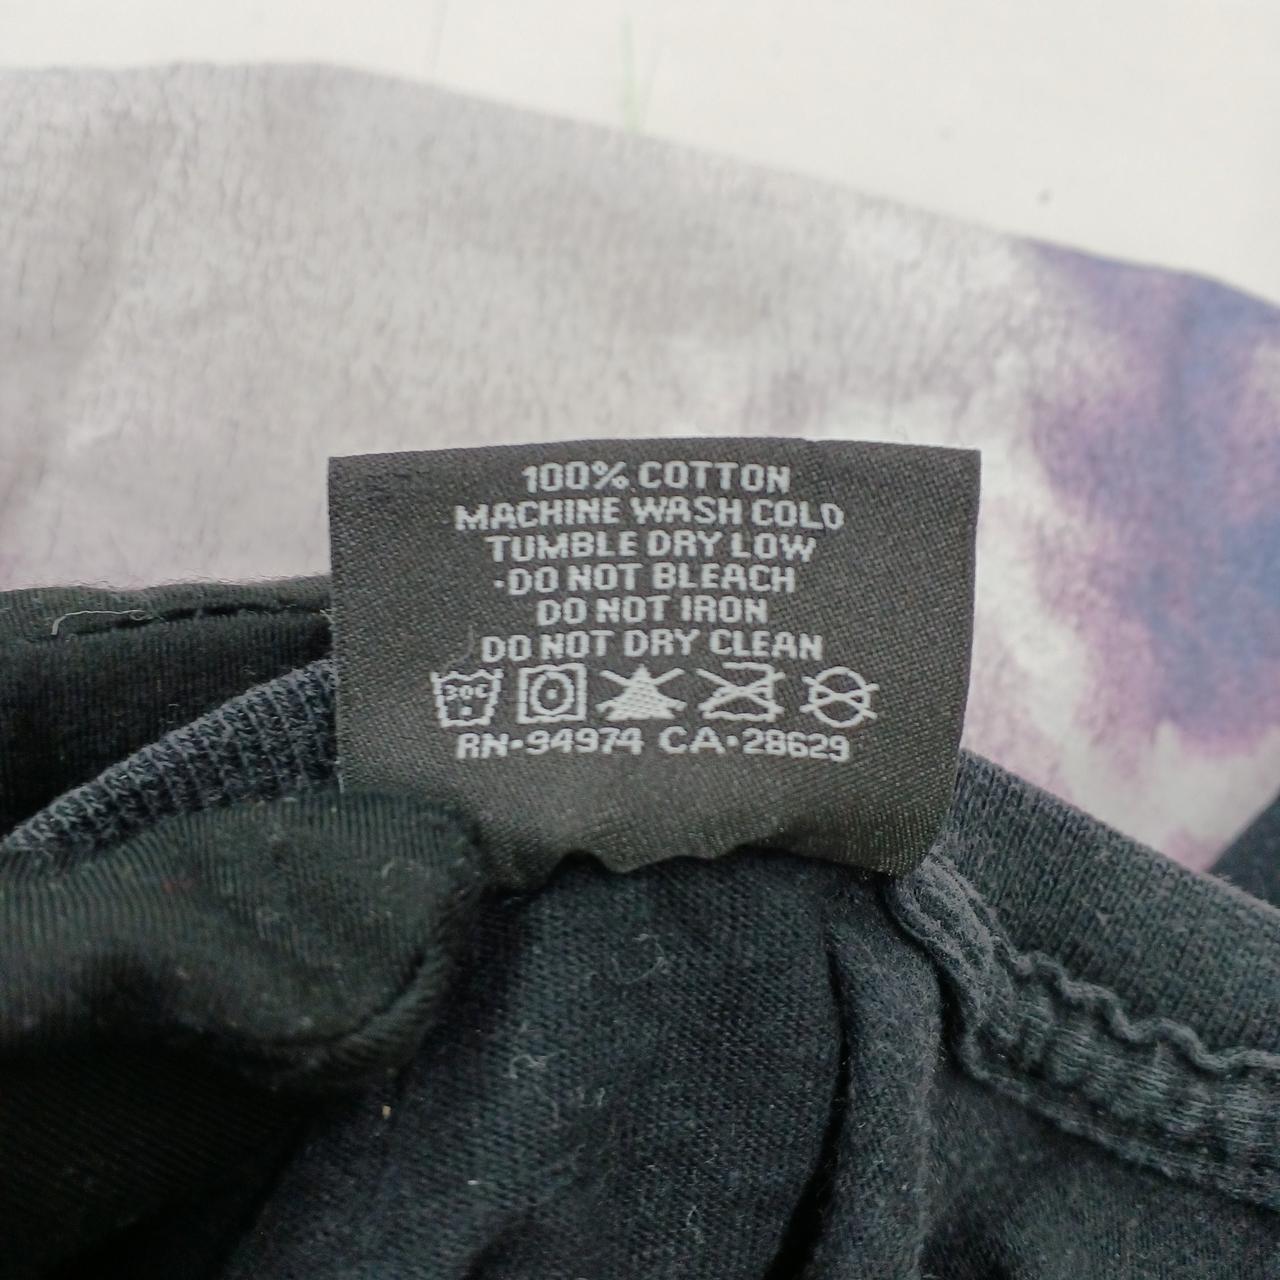 100% COTTON
MACHINE WASH COLD
TUMBLE DRY LOW
·DO NOT BLEACH
DO NOT IRON
DO NOT DRY CLEAN
30C
RN·94974 CA·28629